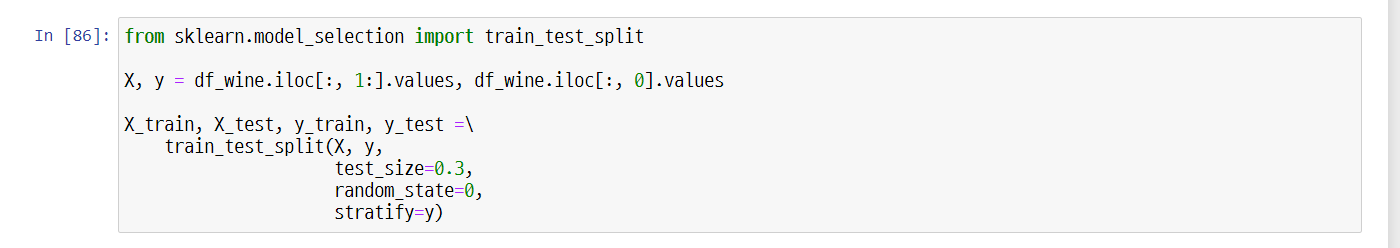 In [86]: from sklearn.model_selection import train_test_split
X, y = df_wine.iloc[:, 1:].values, df_wine.iloc[:, 0].values
X_train, X_test, y_train, y_test =\
    train_test_split(X, y,
                     test_size=0.3,
                     random_state=0,
                     stratify=y)